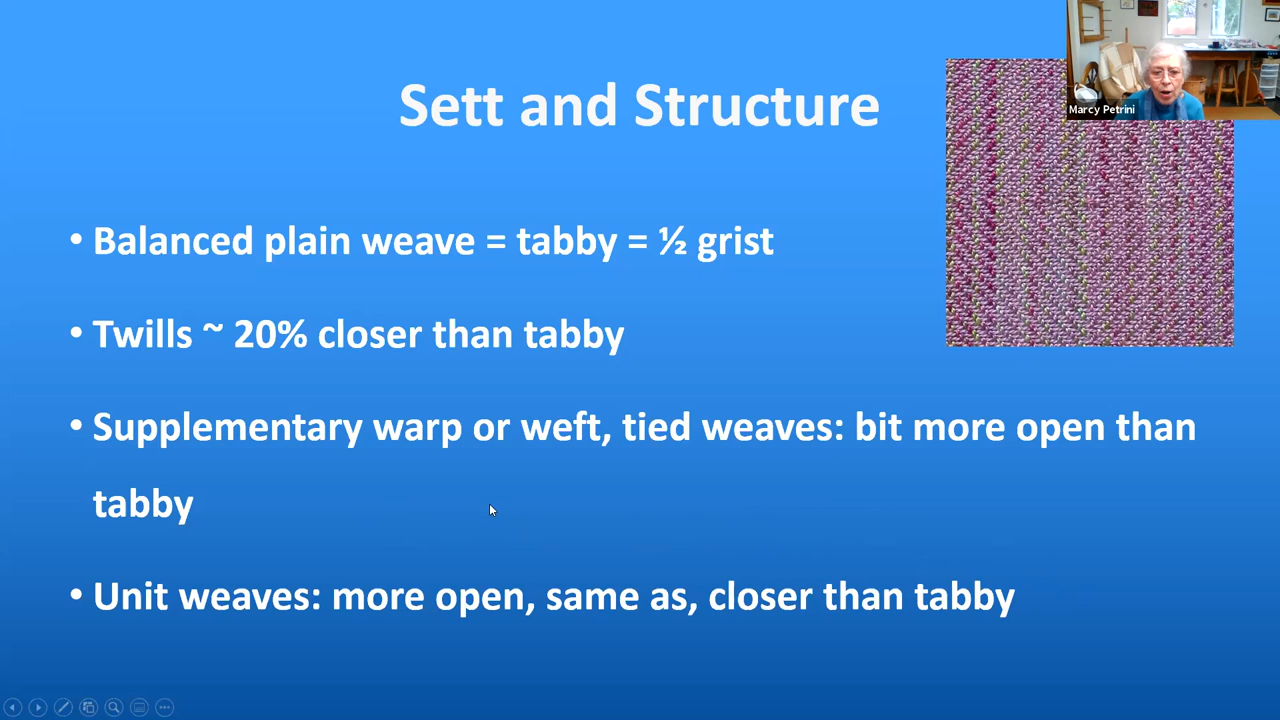 Sett and Structure
Marcy Petrini
• Balanced plain weave = tabby = ½ grist
• Twills ~ 20% closer than tabby
• Supplementary warp or weft, tied weaves: bit more open than
tabby
• Unit weaves: more open, same as, closer than tabby